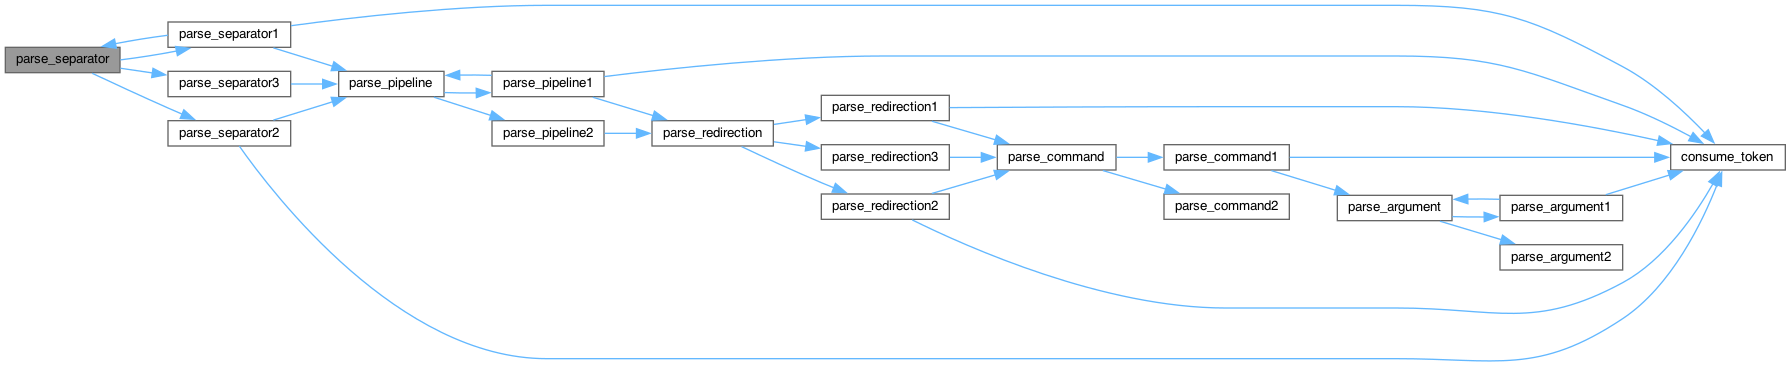 parse_separator
parse_separator1
parse_separator3
parse_separator2
parse_pipeline
parse_pipeline1
parse_pipeline2
parse_redirection
parse_redirection1
parse_redirection3
parse_redirection2
parse_command
parse_command1
parse_command2
parse_argument
parse_argument1
parse_argument2
consume_token